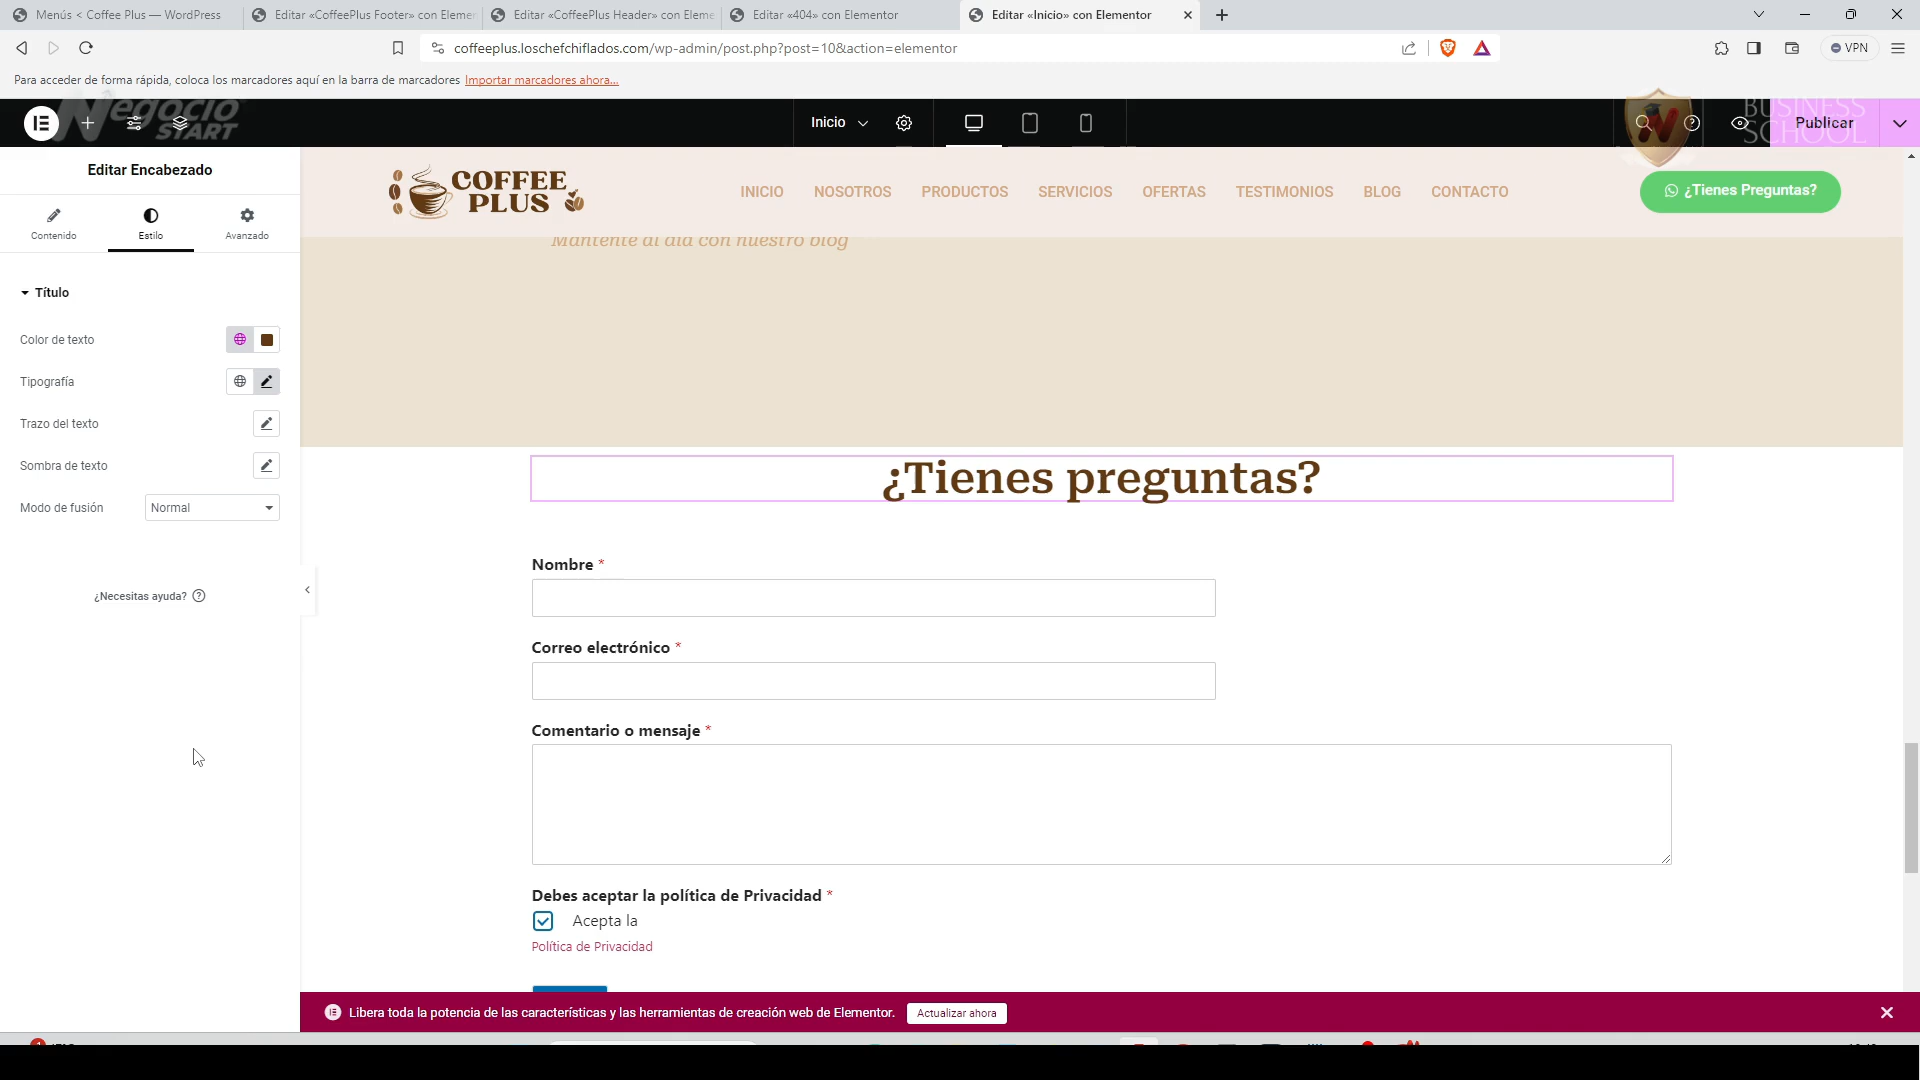 Menús < Coffee Plus — WordPress
Editar «CoffeePlus Footer» con Elemen
Editar «CoffeePlus Header» con Eleme
Editar «404» con Elementor
Editar «Inicio» con Elementor
coffeeplus.loschefchiflados.com/wp-admin/post.php?post=10&action=elementor
VPN
Para acceder de forma rápida, coloca los marcadores aquí en la barra de marcadores Importar marcadores ahora...
Negocio
START
Inicio
BUSINESS
SCHOOL
Publicar
Editar Encabezado
Contenido
Estilo
Avanzado
Título
Color de texto
Tipografía
Trazo del texto
Sombra de texto
Modo de fusión
Normal
¿Necesitas ayuda?
COFFEE
PLUS
INICIO
NOSOTROS
PRODUCTOS
SERVICIOS
OFERTAS
TESTIMONIOS
BLOG
CONTACTO
¿Tienes Preguntas?
Mantente al día con nuestro blog
¿Tienes preguntas?
Nombre *
Correo electrónico *
Comentario o mensaje *
Debes aceptar la política de Privacidad *
Acepta la
Política de Privacidad
Libera toda la potencia de las características y las herramientas de creación web de Elementor.
Actualizar ahora